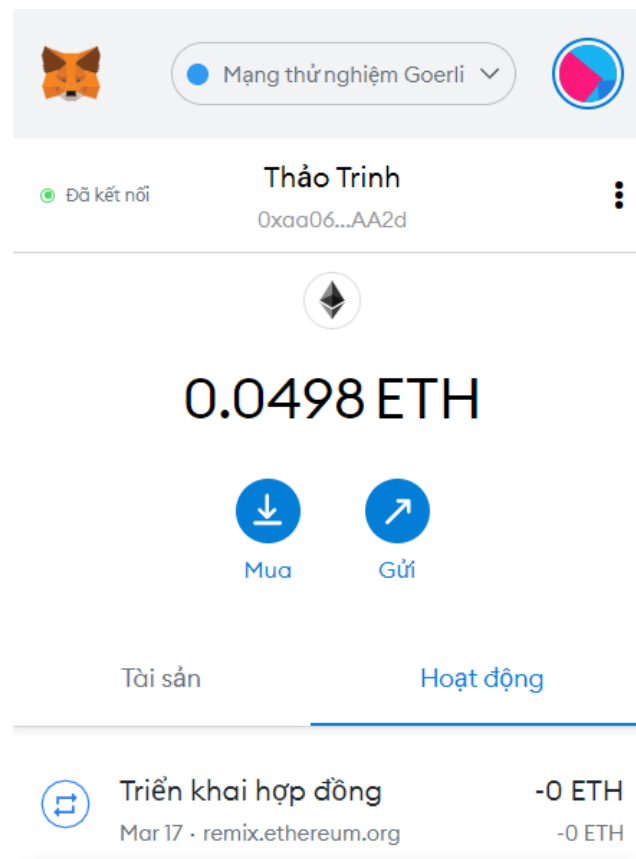 Mạng thử nghiệm Goerli
Đã kết nối
Thảo Trinh
0xaa06...AA2d
0.0498 ETH
Mua
Gửi
Tài sản
Hoạt động
Triển khai hợp đồng
-0 ETH
Mar 17 · remix.ethereum.org
-0 ETH